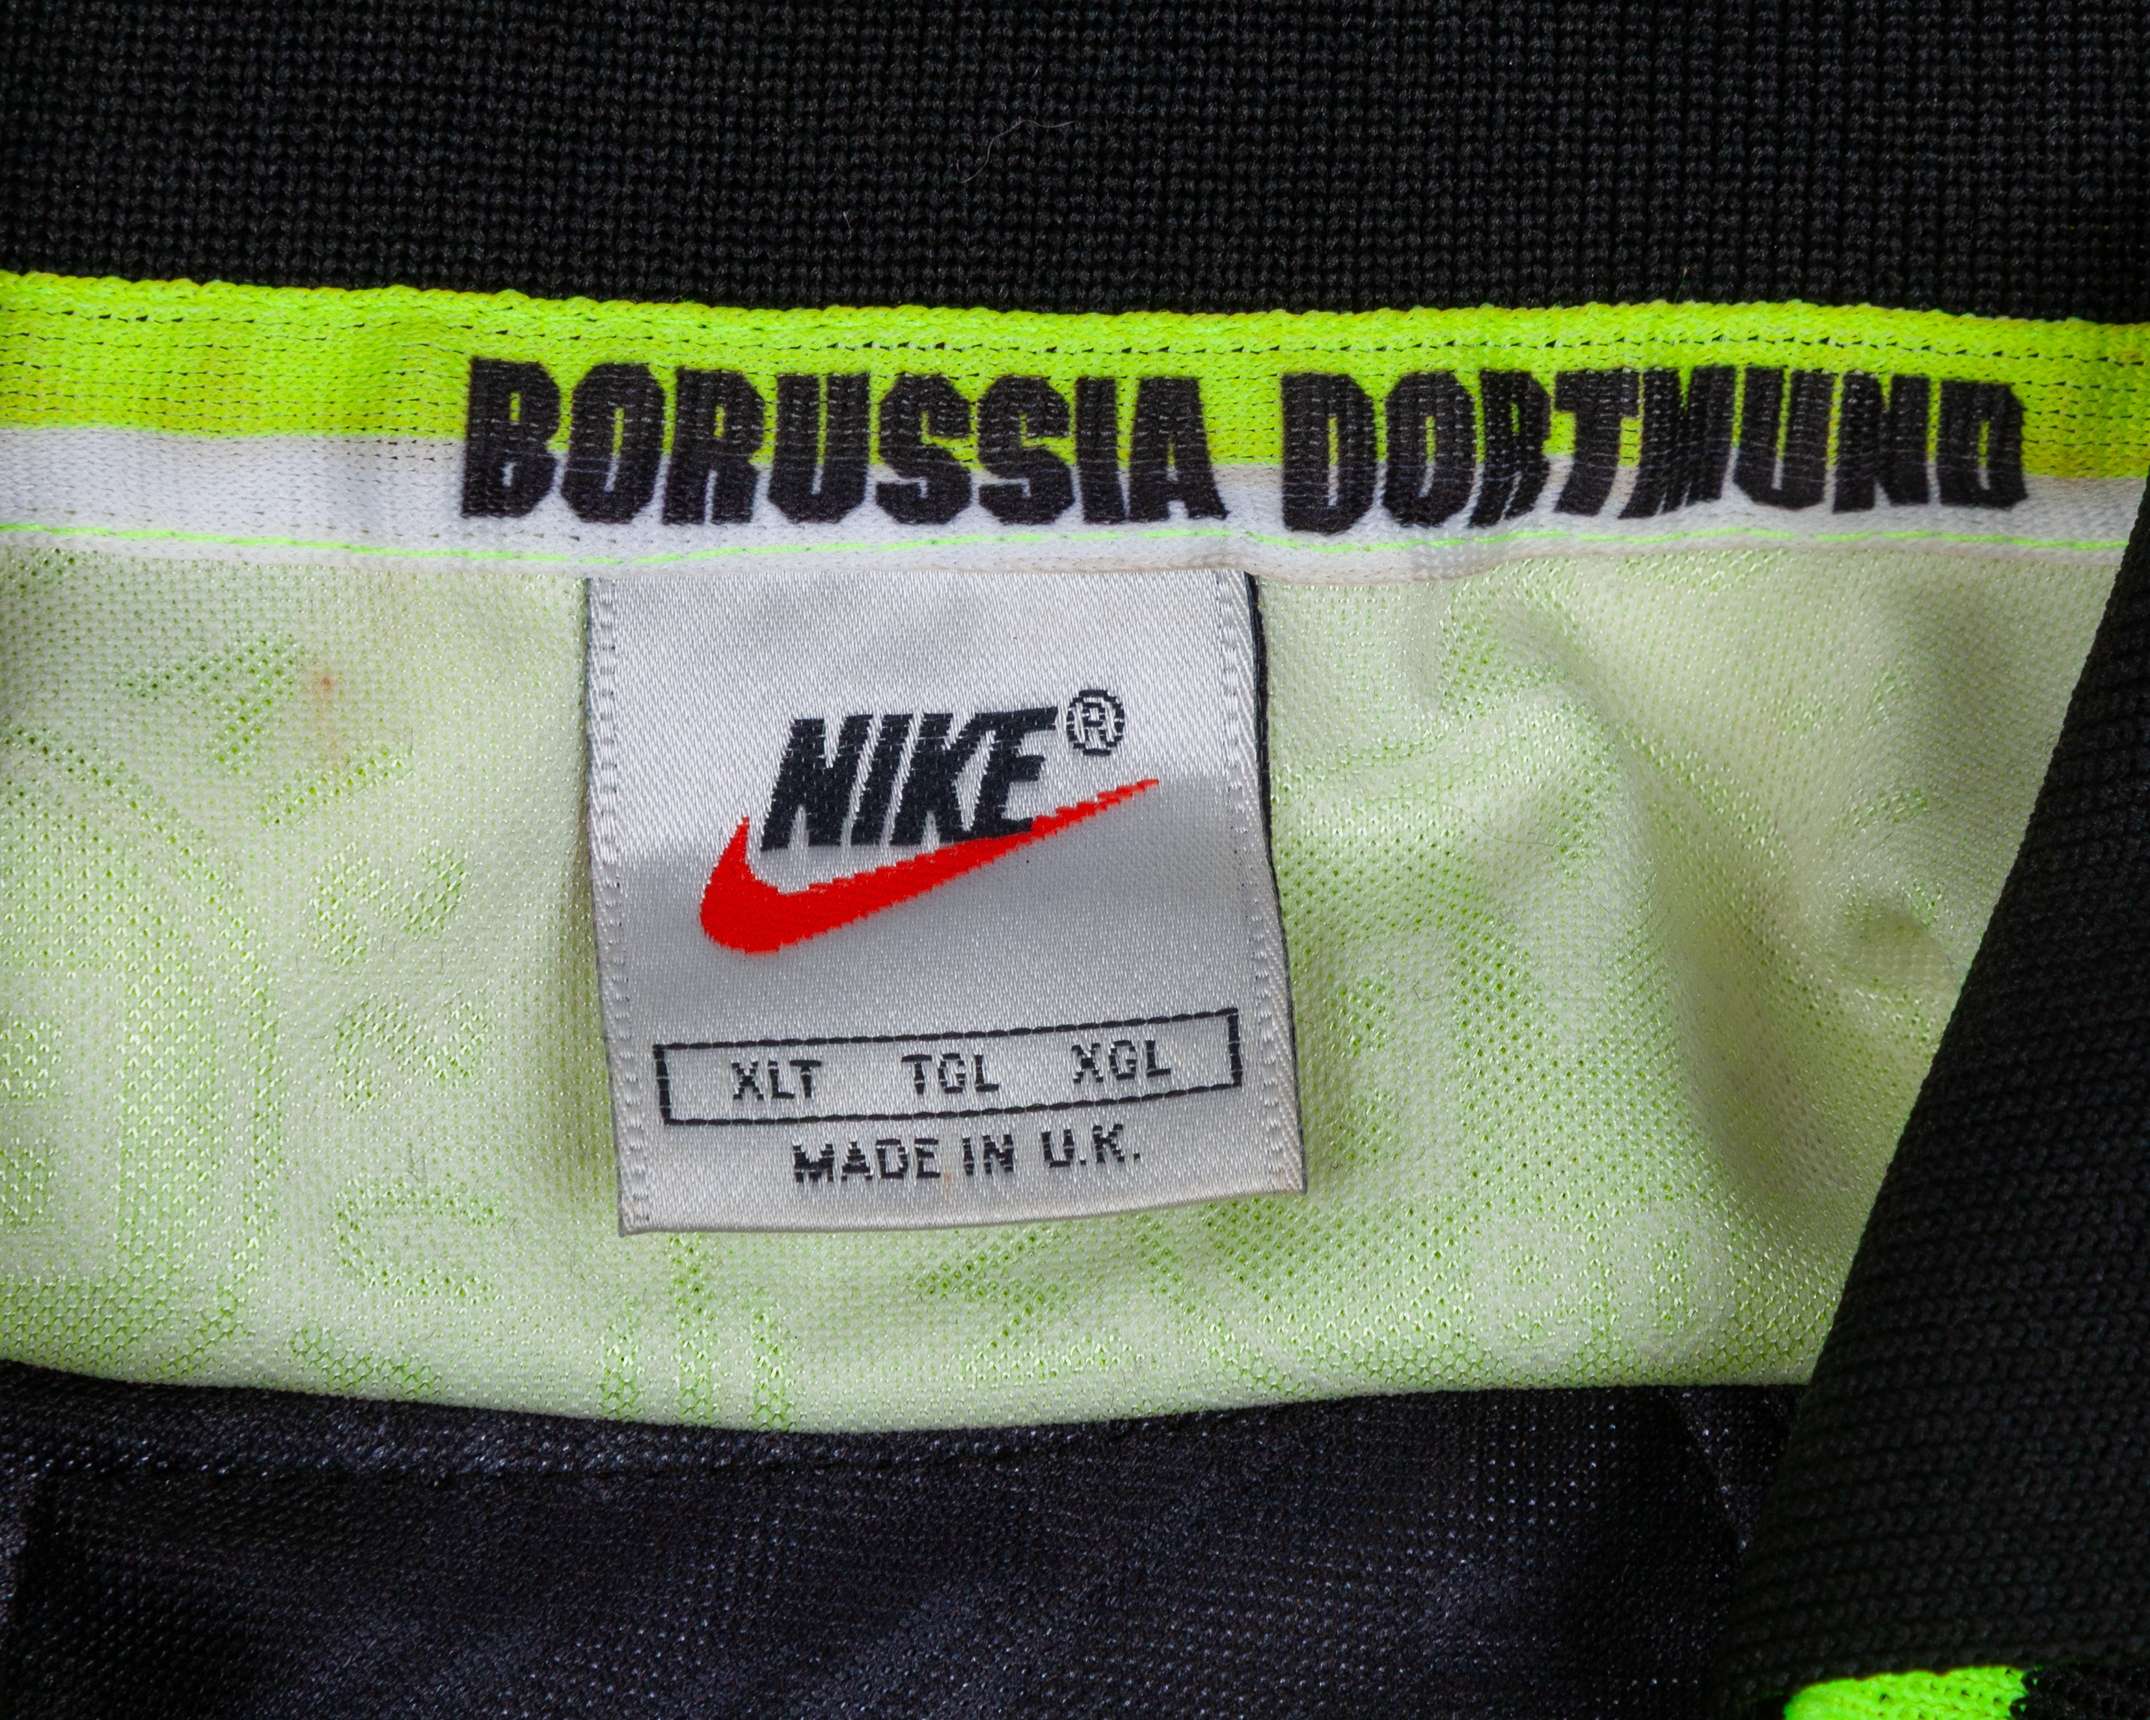 BORUSSIA DORTMUND
NIKE®
XLT TGL XGL
MADE IN U.K.